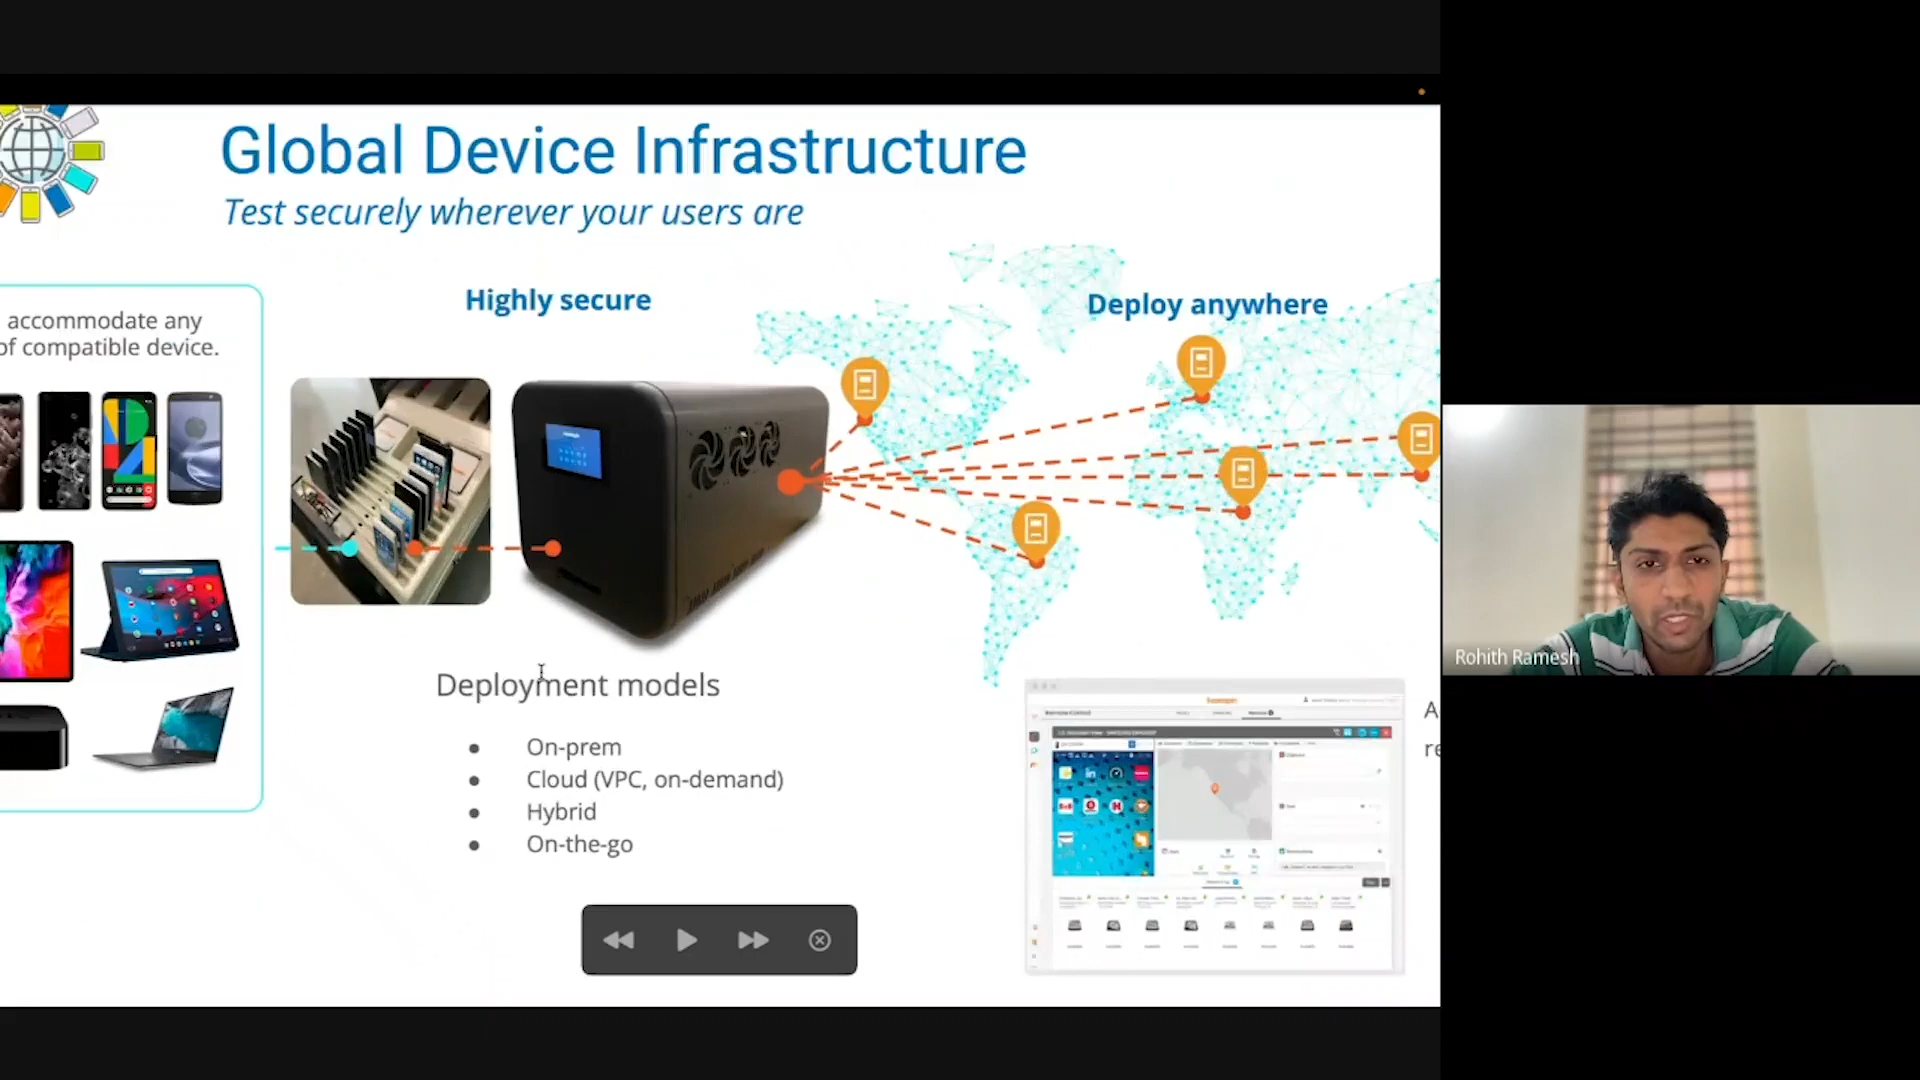 Global Device Infrastructure
Test securely wherever your users are
Highly secure
Deploy anywhere
accommodate any
of compatible device.
Deployment models
On-prem
Cloud (VPC, on-demand)
Hybrid
On-the-go
A
re
Rohith Ramesh